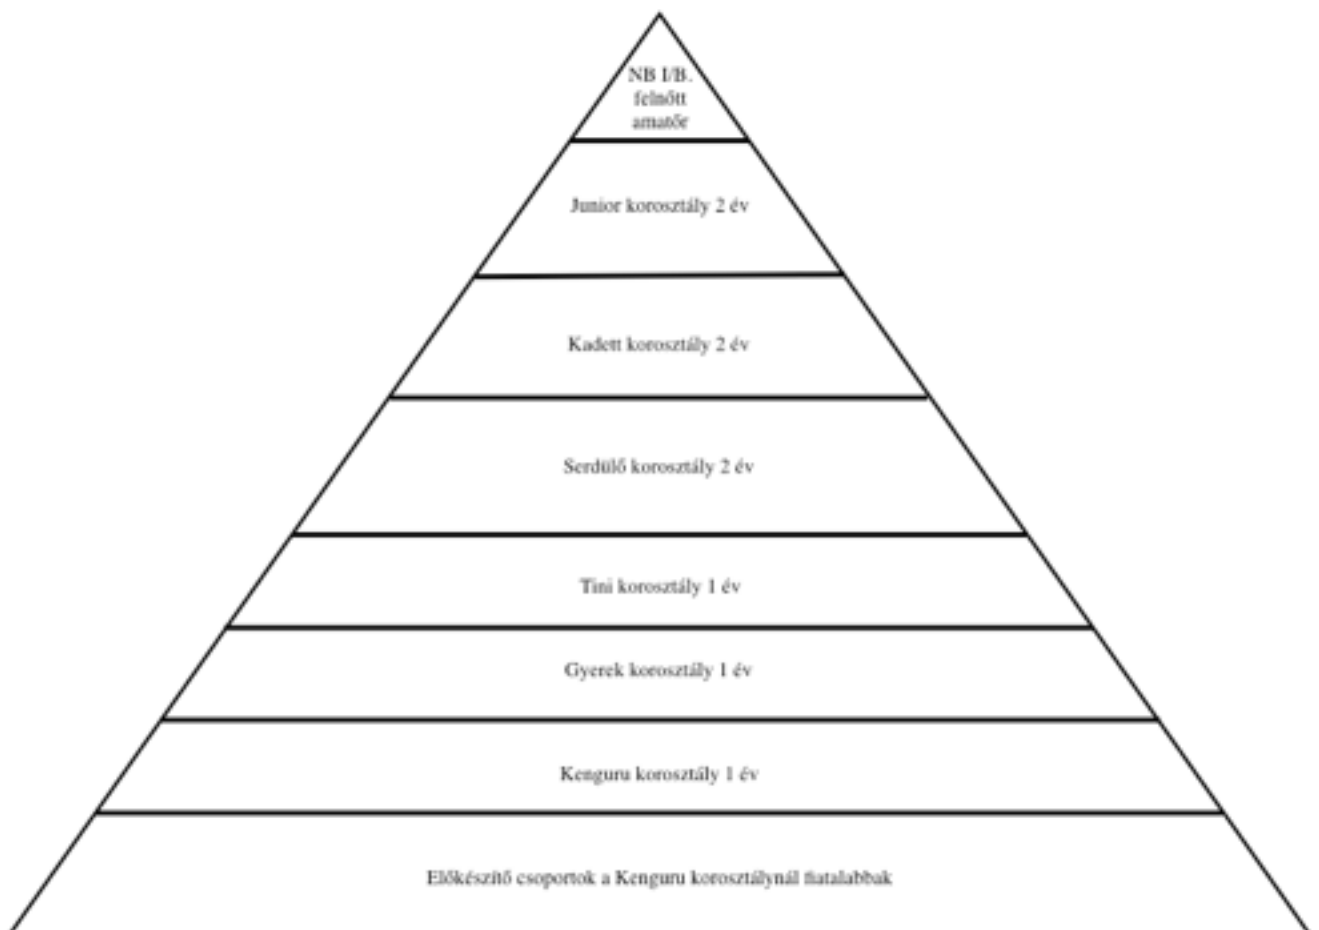 NB I/B.
felnőtt
amatőr
Junior korosztály 2 év
Kadett korosztály 2 év
Serdülő korosztály 2 év
Tini korosztály 1 év
Gyerek korosztály 1 év
Kenguru korosztály 1 év
Előkészítő csoportok a Kenguru korosztálynál fiatalabbak